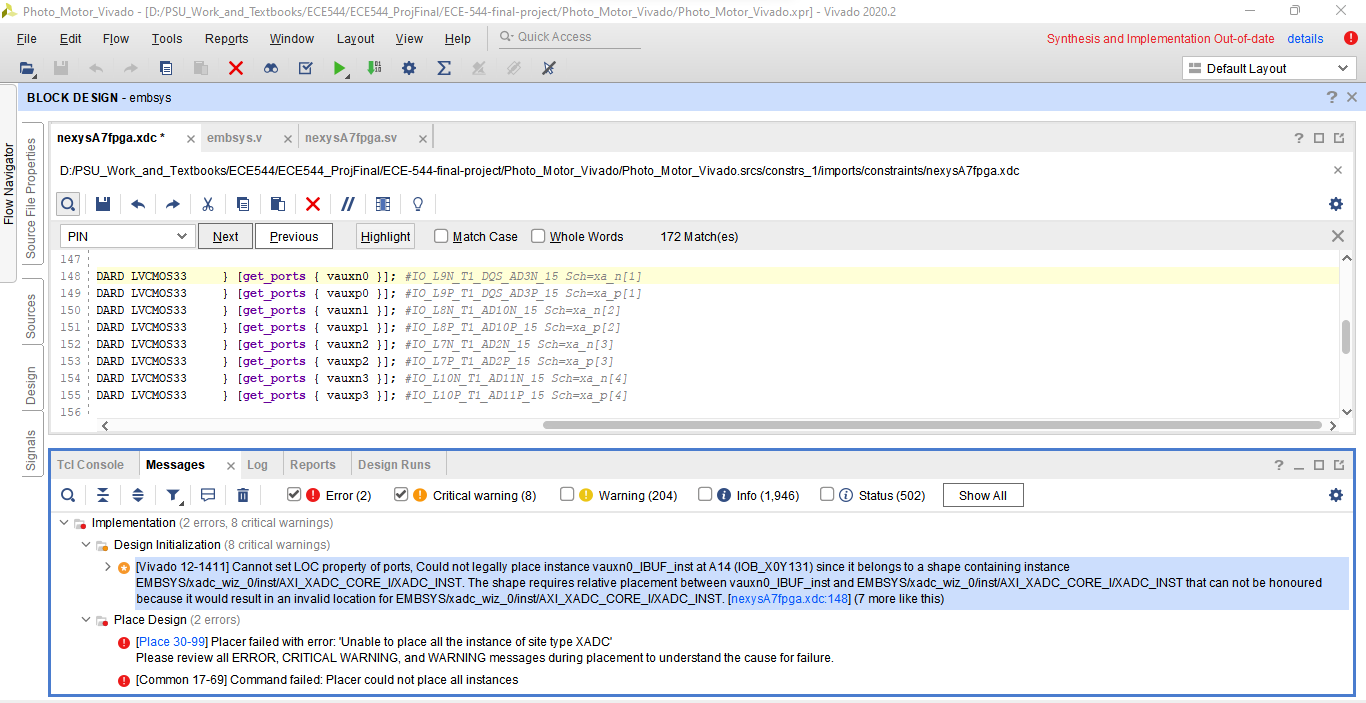 Photo_Motor_Vivado - [D:/PSU_Work_and_Textbooks/ECE544/ECE544_ProjFinal/ECE-544-final-project/Photo_Motor_Vivado/Photo_Motor_Vivado.xpr] - Vivado 2020.2
File Edit Flow Tools Reports Window Layout View Help Quick Access Synthesis and Implementation Out-of-date details
Default Layout
BLOCK DESIGN - embsys
Flow Navigator
Source File Properties
Sources
Design
Signals
nexysA7fpga.xdc * embsys.v nexysA7fpga.sv
D:/PSU_Work_and_Textbooks/ECE544/ECE544_ProjFinal/ECE-544-final-project/Photo_Motor_Vivado/Photo_Motor_Vivado.srcs/constrs_1/imports/constraints/nexysA7fpga.xdc
PIN Next Previous Highlight Match Case Whole Words 172 Match(es)
147
148 DARD LVCMOS33 } [get_ports { vauxn0 }]; #IO_L9N_T1_DQS_AD3N_15 Sch=xa_n[1]
149 DARD LVCMOS33 } [get_ports { vauxp0 }]; #IO_L9P_T1_DQS_AD3P_15 Sch=xa_p[1]
150 DARD LVCMOS33 } [get_ports { vauxn1 }]; #IO_L8N_T1_AD10N_15 Sch=xa_n[2]
151 DARD LVCMOS33 } [get_ports { vauxp1 }]; #IO_L8P_T1_AD10P_15 Sch=xa_p[2]
152 DARD LVCMOS33 } [get_ports { vauxn2 }]; #IO_L7N_T1_AD2N_15 Sch=xa_n[3]
153 DARD LVCMOS33 } [get_ports { vauxp2 }]; #IO_L7P_T1_AD2P_15 Sch=xa_p[3]
154 DARD LVCMOS33 } [get_ports { vauxn3 }]; #IO_L10N_T1_AD11N_15 Sch=xa_n[4]
155 DARD LVCMOS33 } [get_ports { vauxp3 }]; #IO_L10P_T1_AD11P_15 Sch=xa_p[4]
156
Tcl Console Messages Log Reports Design Runs
Error (2) Critical warning (8) Warning (204) Info (1,946) Status (502) Show All
Implementation (2 errors, 8 critical warnings)
Design Initialization (8 critical warnings)
[Vivado 12-1411] Cannot set LOC property of ports, Could not legally place instance vauxn0_IBUF_inst at A14 (IOB_X0Y131) since it belongs to a shape containing instance
EMBSYS/xadc_wiz_0/inst/AXI_XADC_CORE_I/XADC_INST. The shape requires relative placement between vauxn0_IBUF_inst and EMBSYS/xadc_wiz_0/inst/AXI_XADC_CORE_I/XADC_INST that can not be honoured
because it would result in an invalid location for EMBSYS/xadc_wiz_0/inst/AXI_XADC_CORE_I/XADC_INST. [nexysA7fpga.xdc:148] (7 more like this)
Place Design (2 errors)
[Place 30-99] Placer failed with error: 'Unable to place all the instance of site type XADC'
Please review all ERROR, CRITICAL WARNING, and WARNING messages during placement to understand the cause for failure.
[Common 17-69] Command failed: Placer could not place all instances